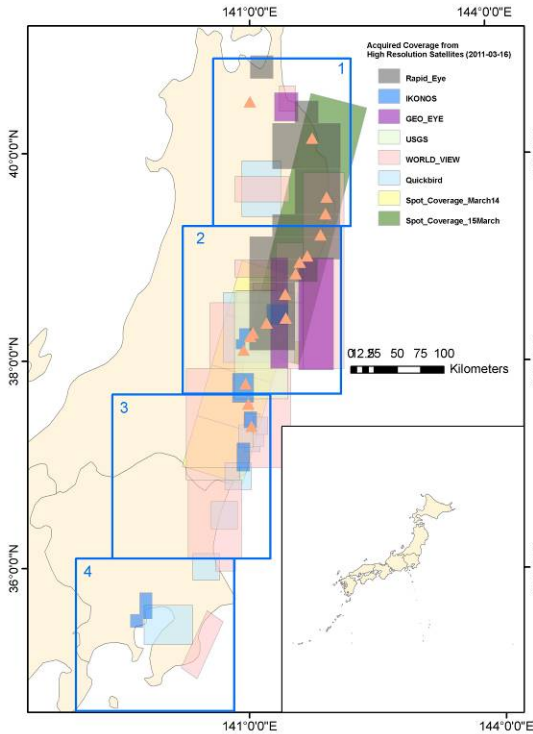 141°0'0"E
144°0'0"E
Acquired Coverage from
High Resolution Satellites (2011-03-16)
Rapid_Eye
IKONOS
GEO_EYE
USGS
WORLD_VIEW
Quickbird
Spot_Coverage_March14
Spot_Coverage_15March
1
40°0'0"N
2
38°0'0"N
50
75
100
Kilometers
3
36°0'0"N
4
141°0'0"E
144°0'0"E